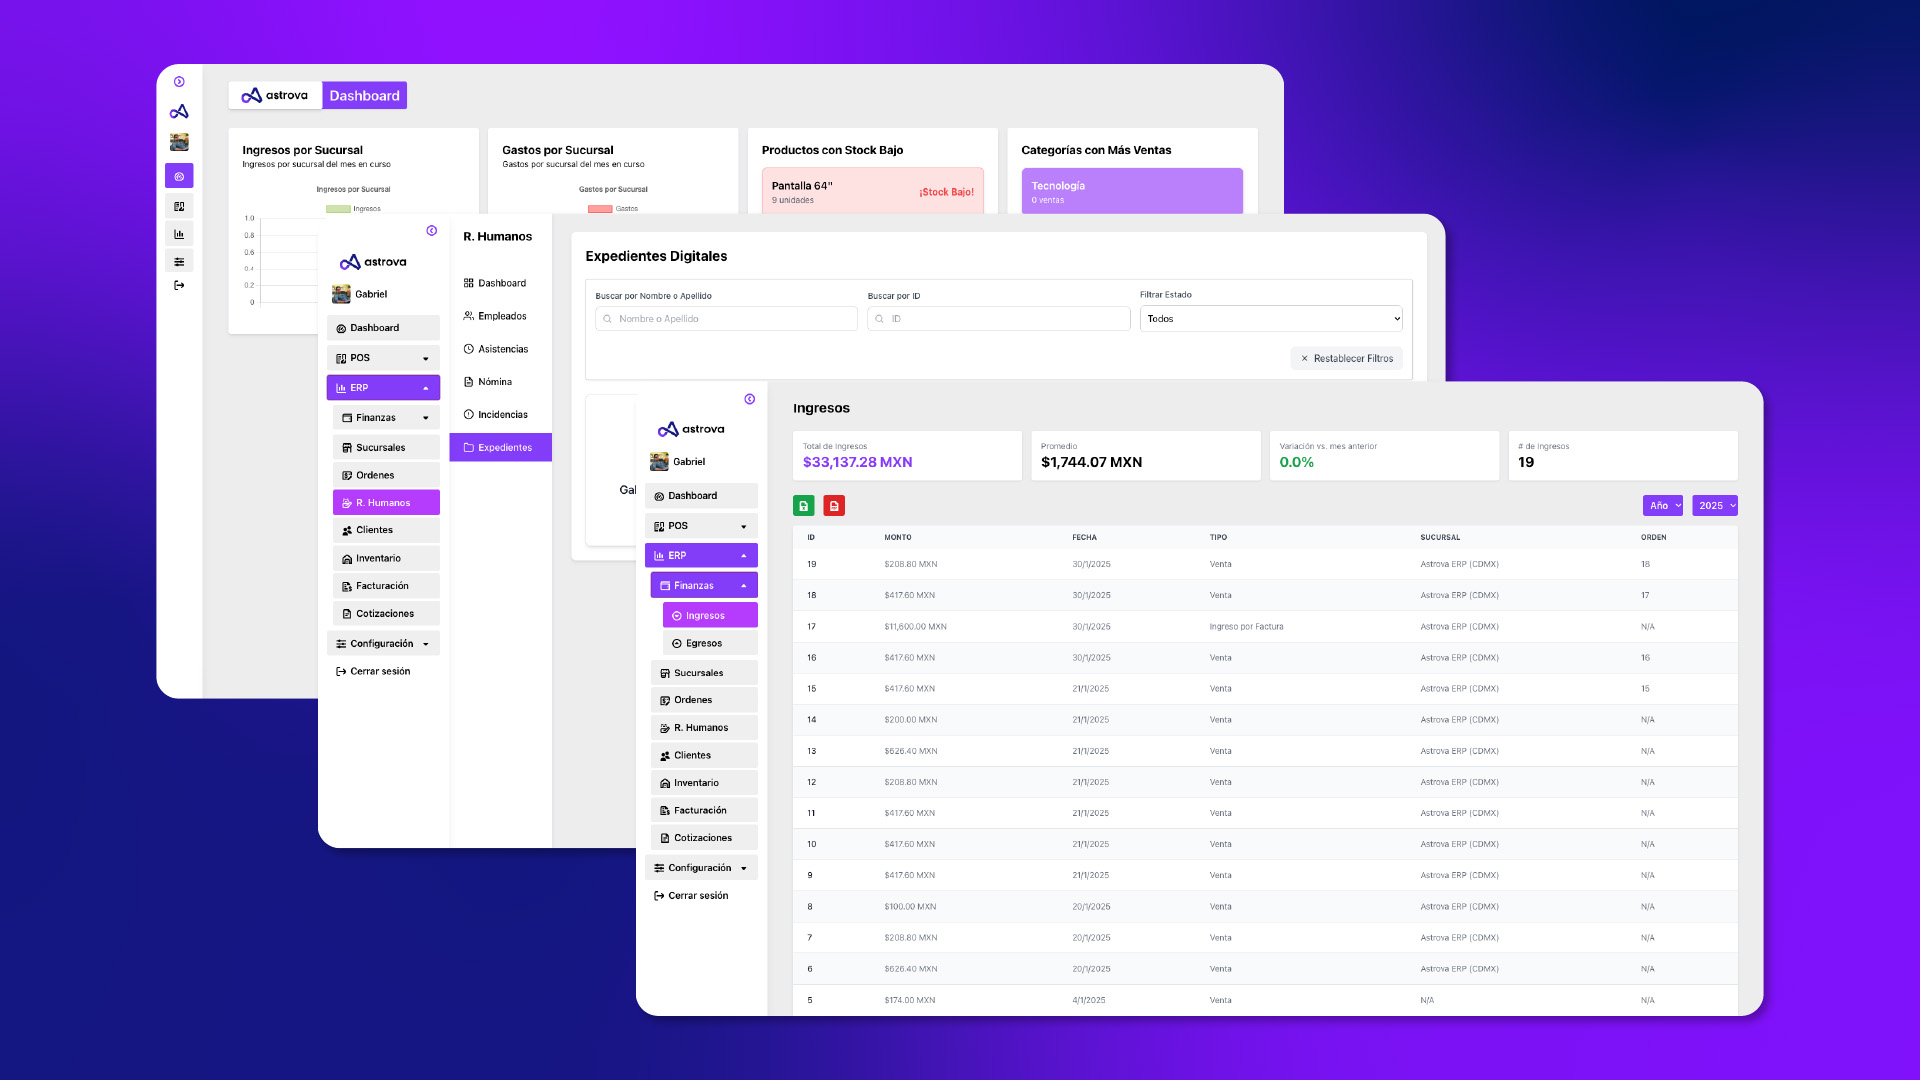 astrova
Dashboard
Ingresos por Sucursal
Ingresos por sucursal del mes en curso
Ingresos por Sucursal
Ingresos
1.0
0.8
0.6
0.4
0.2
0
Gastos por Sucursal
Gastos por sucursal del mes en curso
Gastos por Sucursal
Gastos
Productos con Stock Bajo
Pantalla 64"
9 unidades
¡Stock Bajo!
Categorías con Más Ventas
Tecnología
0 ventas
astrova
Gabriel
Dashboard
POS
ERP
Finanzas
Sucursales
Ordenes
R. Humanos
Clientes
Inventario
Facturación
Cotizaciones
Configuración
Cerrar sesión
R. Humanos
Dashboard
Empleados
Asistencias
Nómina
Incidencias
Expedientes
Expedientes Digitales
Buscar por Nombre o Apellido
Nombre o Apellido
Buscar por ID
ID
Filtrar Estado
Todos
Restablecer Filtros
Gal
astrova
Gabriel
Dashboard
POS
ERP
Finanzas
Ingresos
Egresos
Sucursales
Ordenes
R. Humanos
Clientes
Inventario
Facturación
Cotizaciones
Configuración
Cerrar sesión
Ingresos
Total de Ingresos
$33,137.28 MXN
Promedio
$1,744.07 MXN
Variación vs. mes anterior
0.0%
# de Ingresos
19
Año
2025
ID MONTO FECHA TIPO SUCURSAL ORDEN
19 $208.80 MXN 30/1/2025 Venta Astrova ERP (CDMX) 18
18 $417.60 MXN 30/1/2025 Venta Astrova ERP (CDMX) 17
17 $11,600.00 MXN 30/1/2025 Ingreso por Factura Astrova ERP (CDMX) N/A
16 $417.60 MXN 30/1/2025 Venta Astrova ERP (CDMX) 16
15 $417.60 MXN 21/1/2025 Venta Astrova ERP (CDMX) 15
14 $200.00 MXN 21/1/2025 Venta Astrova ERP (CDMX) N/A
13 $626.40 MXN 21/1/2025 Venta Astrova ERP (CDMX) N/A
12 $208.80 MXN 21/1/2025 Venta Astrova ERP (CDMX) N/A
11 $417.60 MXN 21/1/2025 Venta Astrova ERP (CDMX) N/A
10 $417.60 MXN 21/1/2025 Venta Astrova ERP (CDMX) N/A
9 $417.60 MXN 21/1/2025 Venta Astrova ERP (CDMX) N/A
8 $100.00 MXN 20/1/2025 Venta Astrova ERP (CDMX) N/A
7 $208.80 MXN 20/1/2025 Venta Astrova ERP (CDMX) N/A
6 $626.40 MXN 20/1/2025 Venta Astrova ERP (CDMX) N/A
5 $174.00 MXN 4/1/2025 Venta N/A N/A